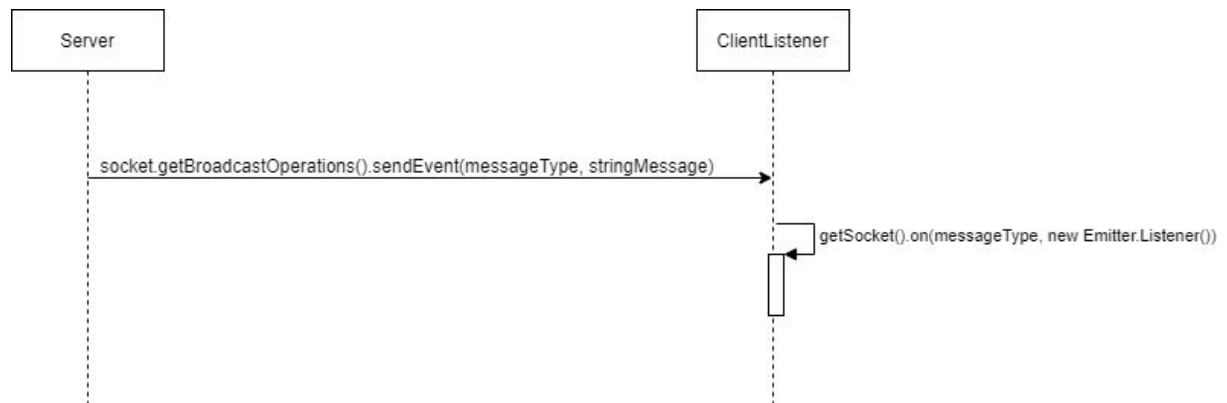 Server
ClientListener
socket.getBroadcastOperations().sendEvent(messageType, stringMessage)
getSocket().on(messageType, new Emitter.Listener())